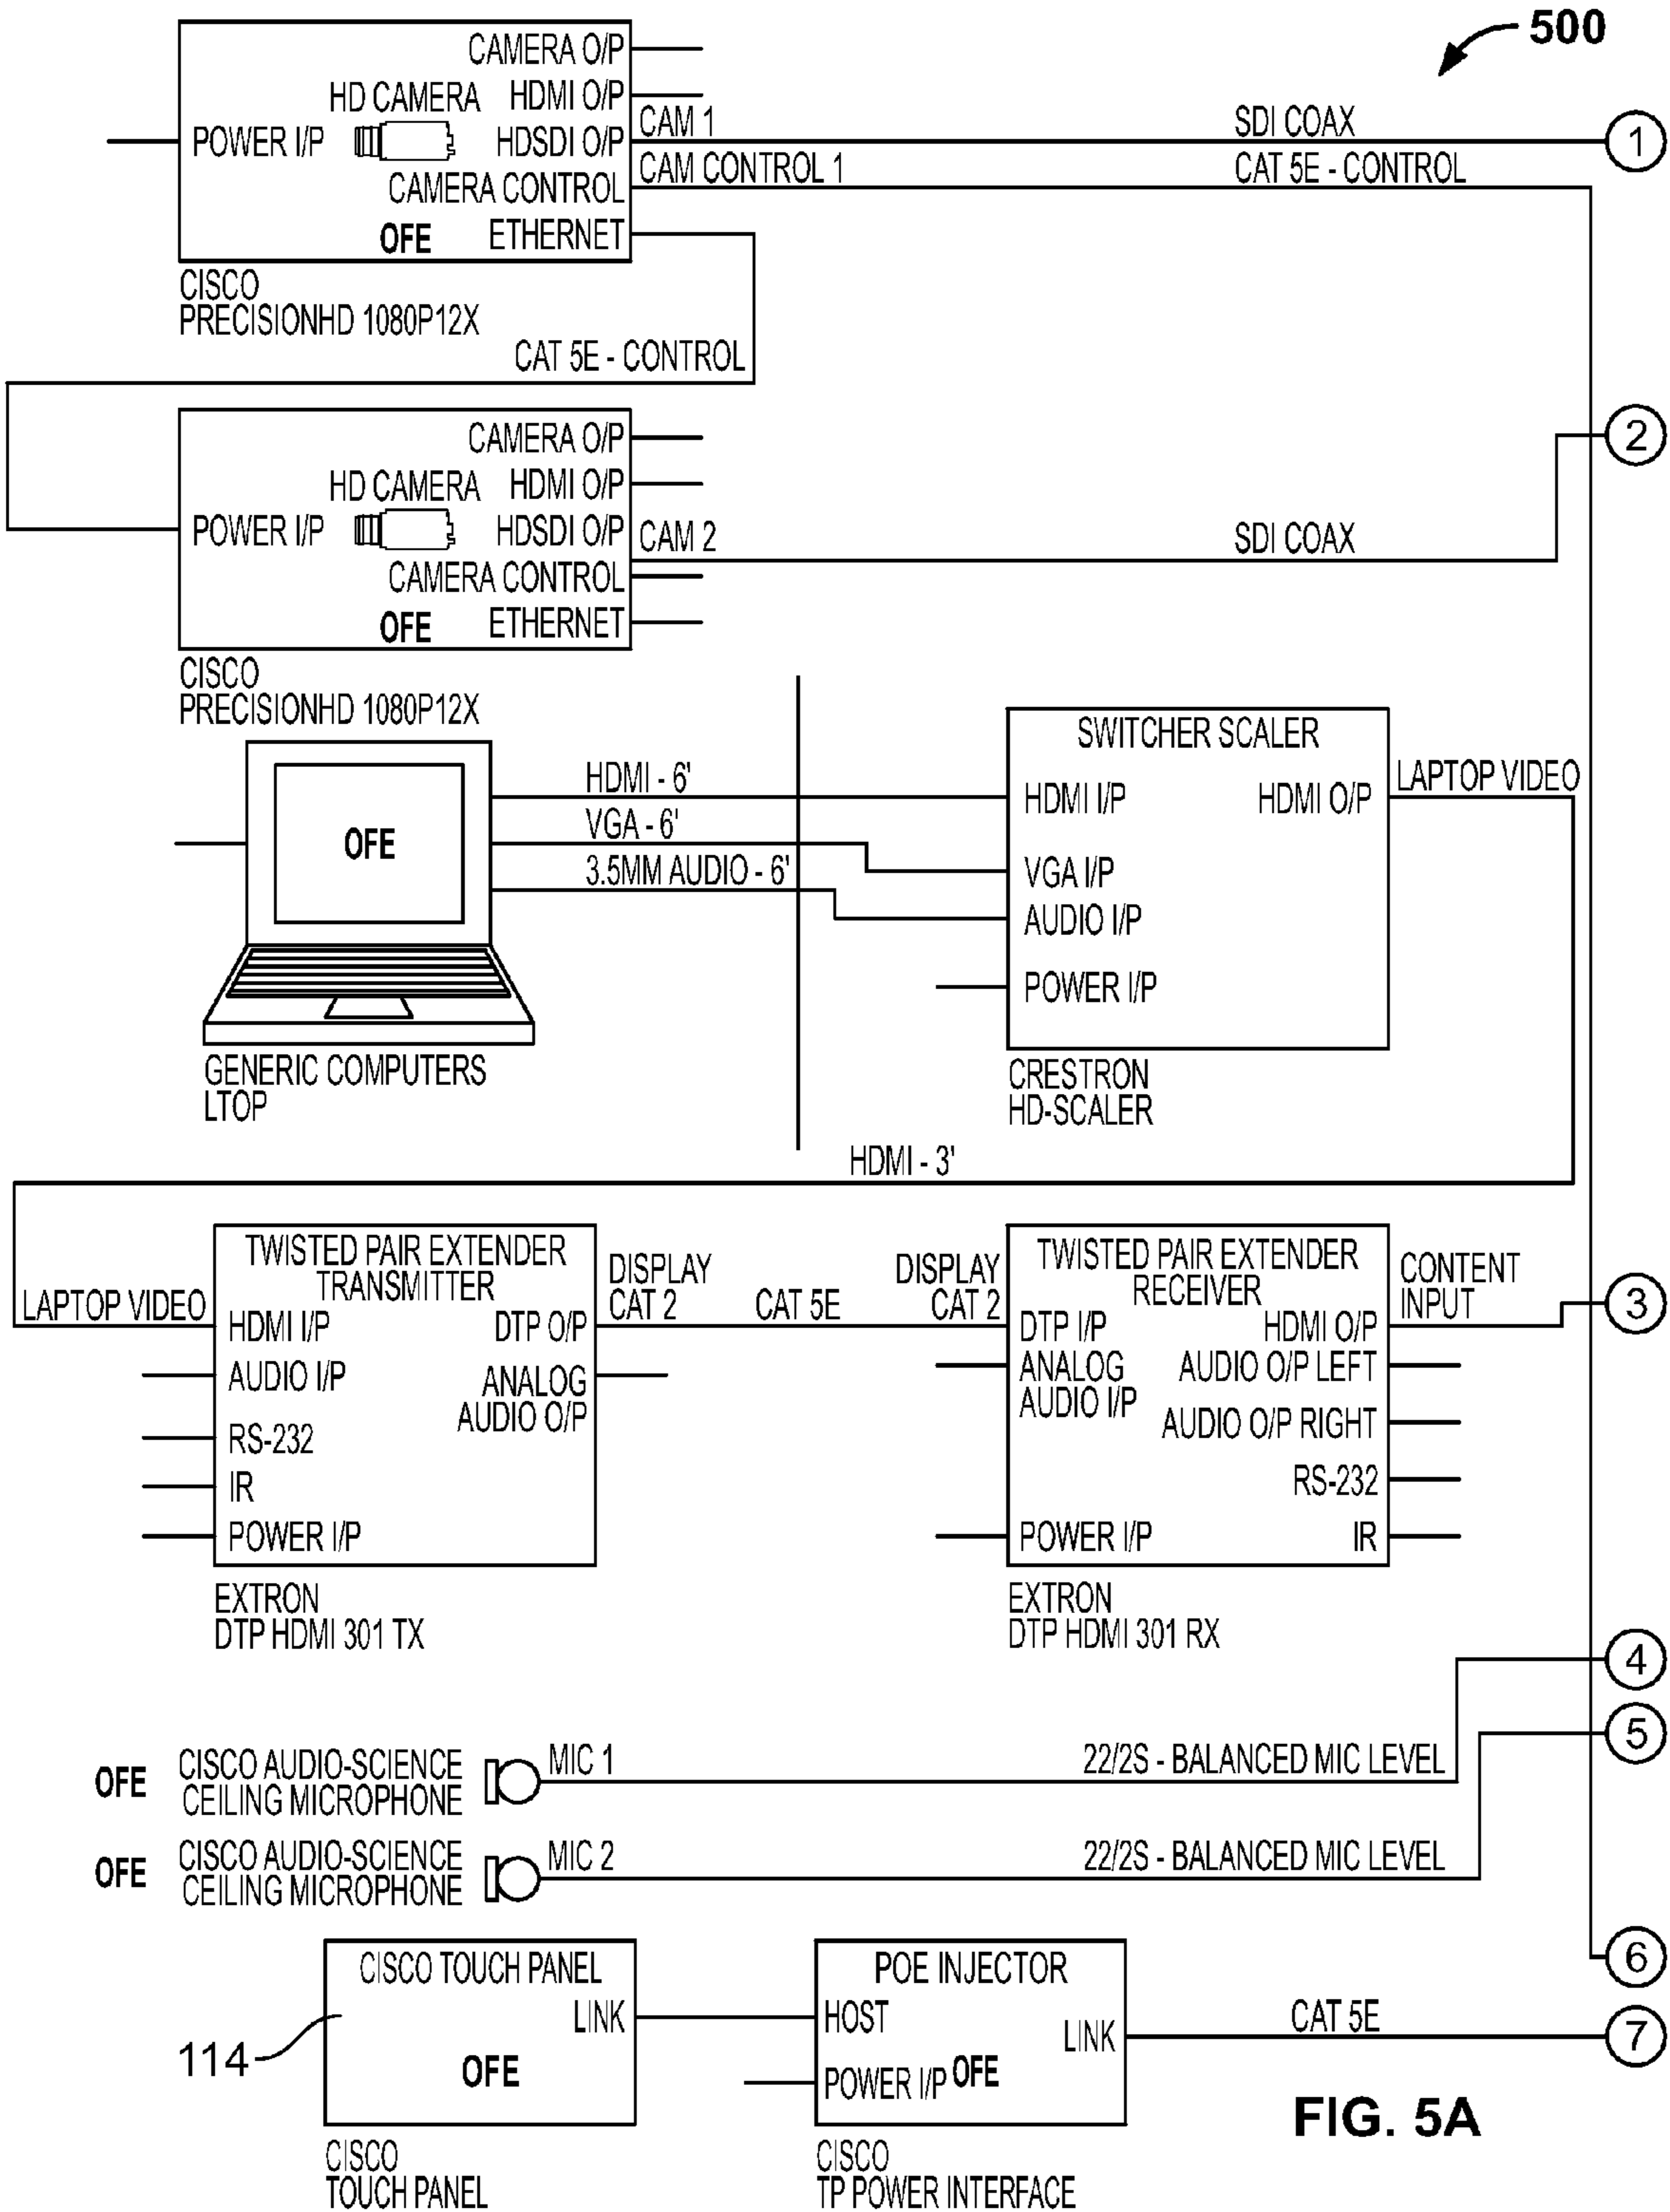 500
CAMERA O/P
HD CAMERA HDMI O/P
POWER I/P HDSDI O/P
CAMERA CONTROL
OFE ETHERNET
CAM 1 SDI COAX
CAM CONTROL 1 CAT 5E - CONTROL
1
CISCO
PRECISIONHD 1080P12X
CAT 5E - CONTROL
CAMERA O/P
HD CAMERA HDMI O/P
POWER I/P HDSDI O/P
CAMERA CONTROL
OFE ETHERNET
CAM 2 SDI COAX
2
CISCO
PRECISIONHD 1080P12X
OFE
HDMI - 6'
VGA - 6'
3.5MM AUDIO - 6'
GENERIC COMPUTERS
LTOP
SWITCHER SCALER
HDMI I/P HDMI O/P
VGA I/P
AUDIO I/P
POWER I/P
LAPTOP VIDEO
CRESTRON
HD-SCALER
HDMI - 3'
LAPTOP VIDEO
TWISTED PAIR EXTENDER
TRANSMITTER
HDMI I/P DTP O/P
AUDIO I/P ANALOG
AUDIO O/P
RS-232
IR
POWER I/P
EXTRON
DTP HDMI 301 TX
DISPLAY
CAT 2
CAT 5E
DISPLAY
CAT 2
TWISTED PAIR EXTENDER
RECEIVER
DTP I/P HDMI O/P
ANALOG AUDIO O/P LEFT
AUDIO I/P
AUDIO O/P RIGHT
RS-232
POWER I/P IR
EXTRON
DTP HDMI 301 RX
CONTENT
INPUT
3
4
5
OFE CISCO AUDIO-SCIENCE
CEILING MICROPHONE
MIC 1 22/2S - BALANCED MIC LEVEL
OFE CISCO AUDIO-SCIENCE
CEILING MICROPHONE
MIC 2 22/2S - BALANCED MIC LEVEL
6
CISCO TOUCH PANEL
LINK
OFE
114
CISCO
TOUCH PANEL
POE INJECTOR
HOST
LINK
POWER I/P OFE
CISCO
TP POWER INTERFACE
CAT 5E
7
FIG. 5A